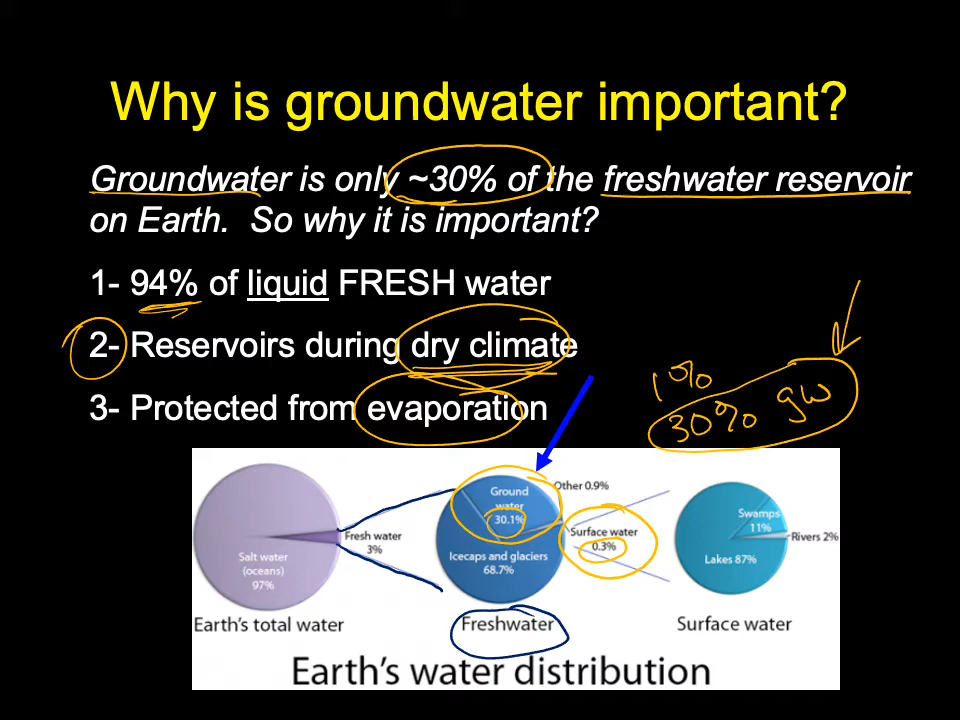 Why is groundwater important?
Groundwater is only ~30% of the freshwater reservoir
on Earth. So why it is important?
1- 94% of liquid FRESH water
2- Reservoirs during dry climate
3- Protected from evaporation
1%
30% gw
Salt water
(oceans)
97%
Fresh water
3%
Earth's total water
Ground
water
30.1%
Other 0.9%
Surface water
0.3%
Icecaps and glaciers
68.7%
Freshwater
Swamps
11%
Rivers 2%
Lakes 87%
Surface water
Earth's water distribution